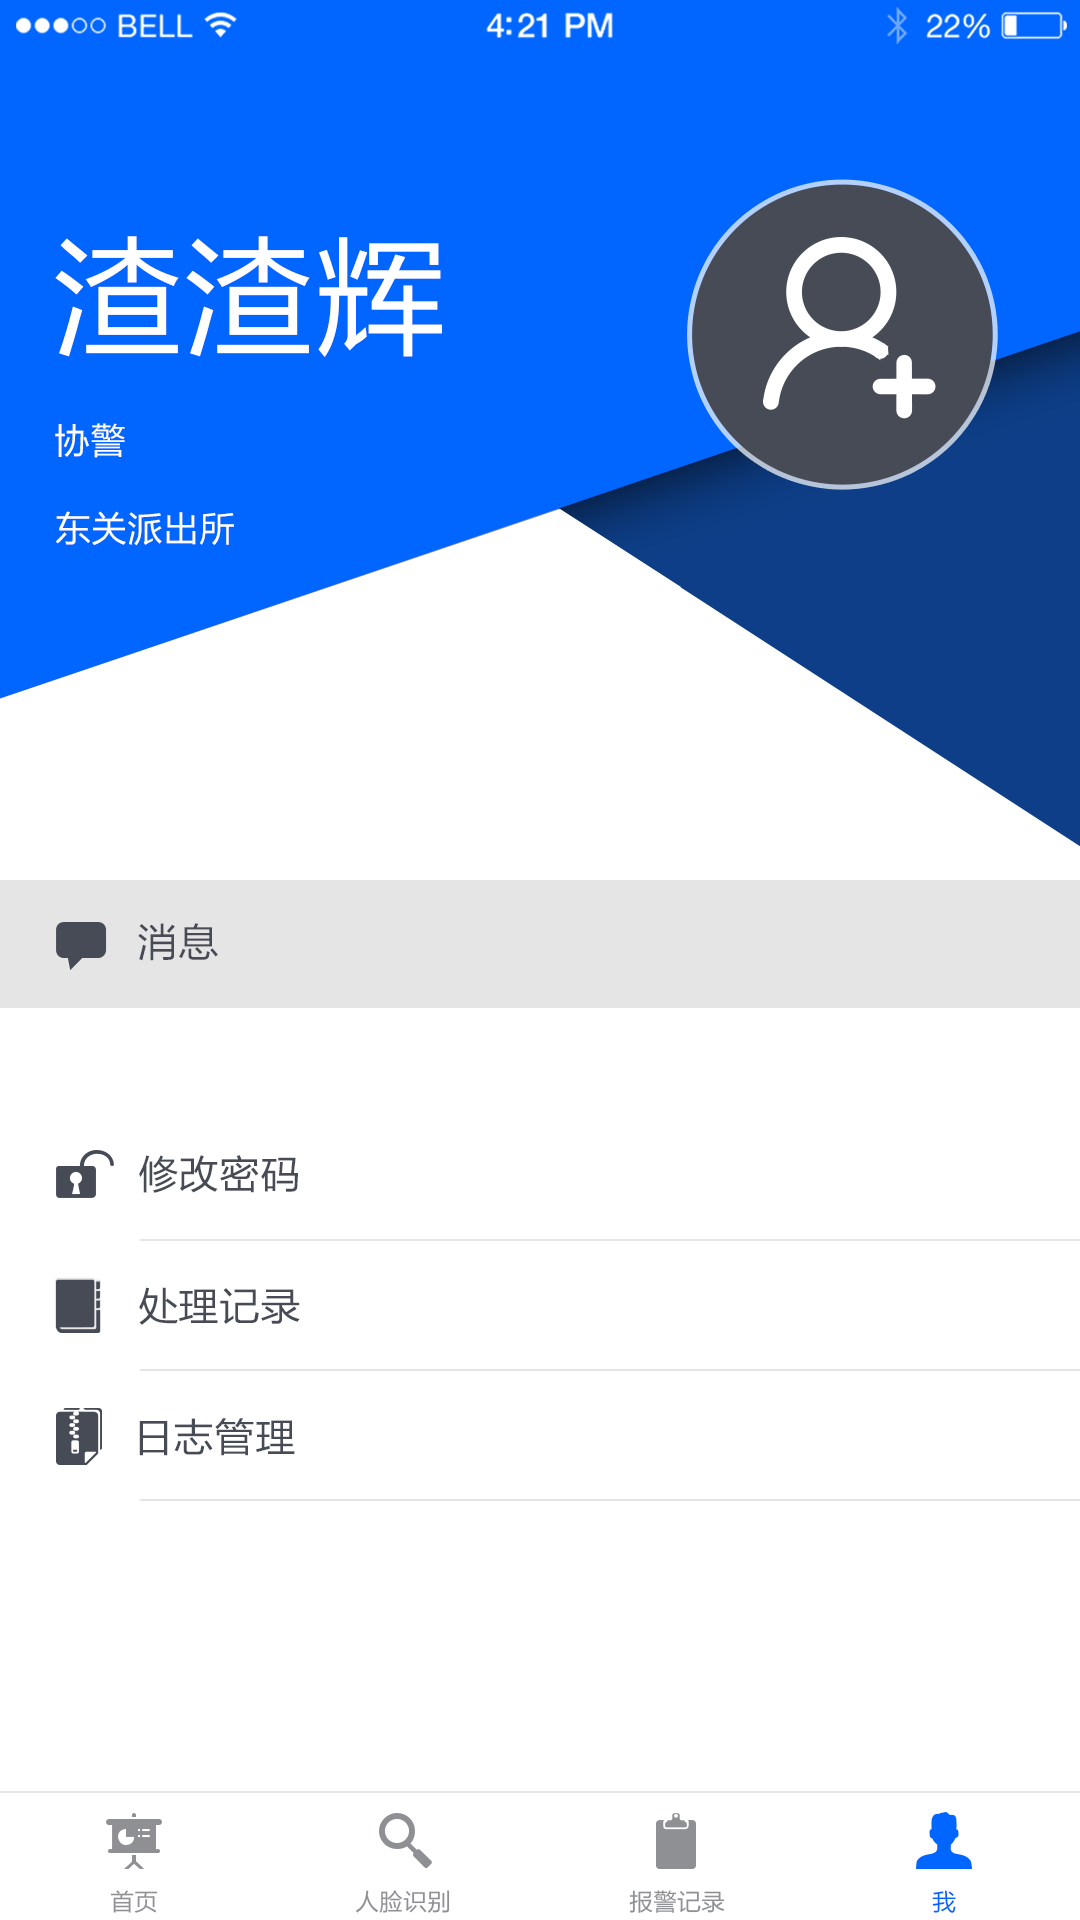 BELL 4:21 PM 22%
渣渣辉
协警
东关派出所
消息
修改密码
处理记录
日志管理
首页 人脸识别 报警记录 我